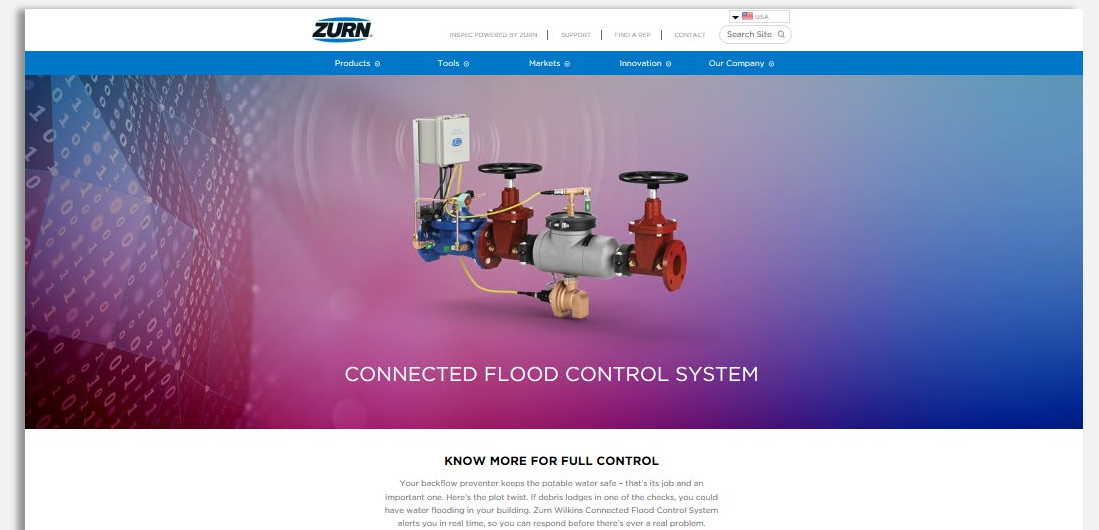 USA
ZURN
INSPEC POWERED BY ZURN
SUPPORT
FIND A REP
CONTACT
Search Site
Products
Tools
Markets
Innovation
Our Company
CONNECTED FLOOD CONTROL SYSTEM
KNOW MORE FOR FULL CONTROL
Your backflow preventer keeps the potable water safe – that's its job and an
important one. Here's the plot twist. If debris lodges in one of the checks, you could
have water flooding in your building. Zurn Wilkins Connected Flood Control System
alerts you in real time, so you can respond before there's ever a real problem.